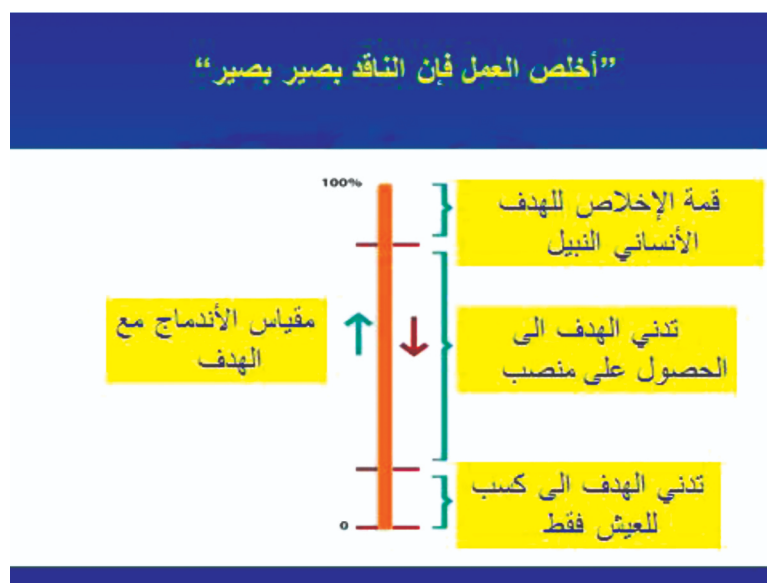 ”أخلص العمل فإن الناقد بصير بصير“
100%
قمة الإخلاص للهدف
الأنساني النبيل
مقياس الأندماج مع
الهدف
تدني الهدف الى
الحصول على منصب
تدني الهدف الى كسب
للعيش فقط
0